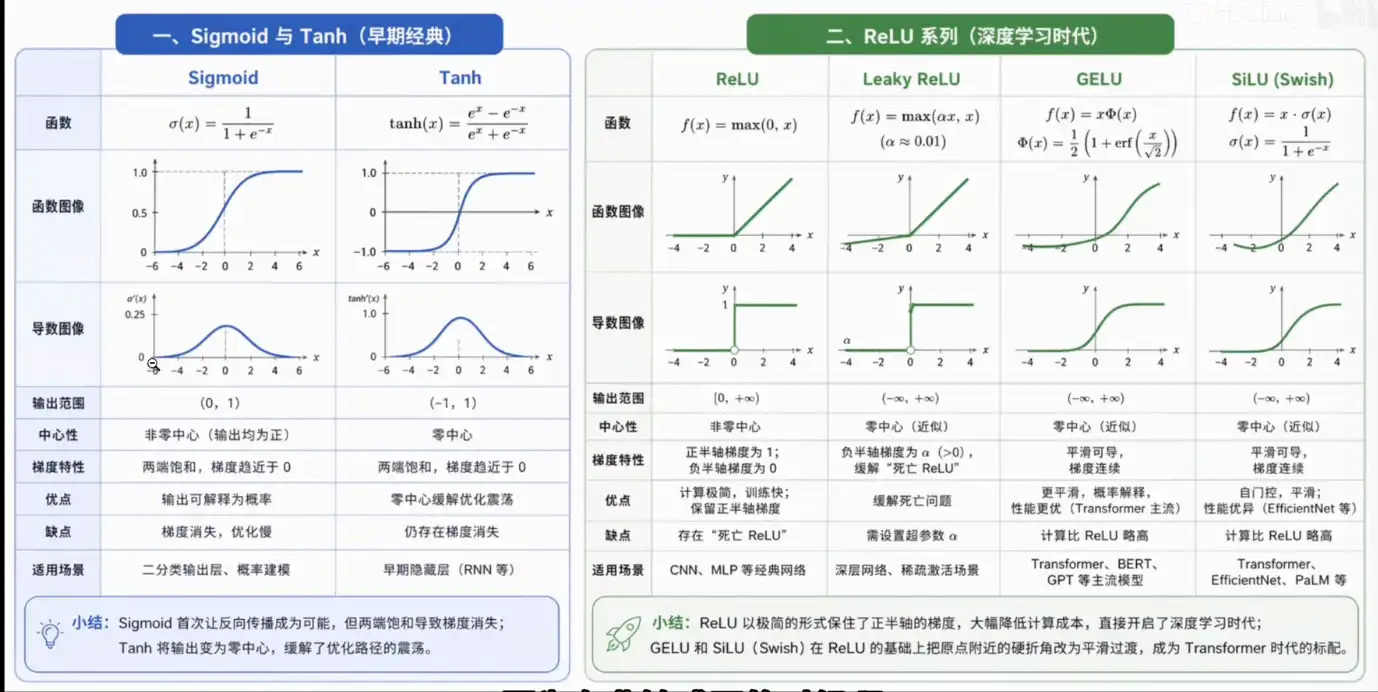 一、Sigmoid 与 Tanh（早期经典）
Sigmoid Tanh
函数 σ(x) = 1 / (1 + e^{-x}) tanh(x) = (e^x − e^{-x}) / (e^x + e^{-x})
函数图像
1.0 0.5 0 x
-6 -4 -2 0 2 4 6
1.0 0 -1.0 x
-6 -4 -2 0 2 4 6
导数图像
σ'(x) 0.25 0 x
-4 -2 0 2 4 6
tanh'(x) 1.0 0 x
-6 -4 -2 0 2 4 6
输出范围 (0, 1) (-1, 1)
中心性 非零中心（输出均为正） 零中心
梯度特性 两端饱和，梯度趋近于 0 两端饱和，梯度趋近于 0
优点 输出可解释为概率 零中心缓解优化震荡
缺点 梯度消失，优化慢 仍存在梯度消失
适用场景 二分类输出层、概率建模 早期隐藏层（RNN 等）
小结：Sigmoid 首次让反向传播成为可能，但两端饱和导致梯度消失；
Tanh 将输出变为零中心，缓解了优化路径的震荡。
二、ReLU 系列（深度学习时代）
ReLU Leaky ReLU GELU SiLU (Swish)
函数
f(x) = max(0, x)
f(x) = max(αx, x)
(α ≈ 0.01)
f(x) = xΦ(x)
Φ(x) = 1/2 (1 + erf(x/√2))
f(x) = x · σ(x)
σ(x) = 1 / (1 + e^{-x})
函数图像
y x -4 -2 0 2 4
y x -4 -2 0 2 4
y x -4 -2 0 2 4
y x -4 -2 0 2 4
导数图像
y 1 x -4 -2 0 2 4
y α x -4 -2 0 2 4
y x -4 -2 0 2 4
y x -4 -2 0 2 4
输出范围 [0, +∞) (-∞, +∞) (-∞, +∞) (-∞, +∞)
中心性 非零中心 零中心（近似） 零中心（近似） 零中心（近似）
梯度特性
正半轴梯度为 1；
负半轴梯度为 0
负半轴梯度为 α（>0），
缓解“死亡 ReLU”
平滑可导，
梯度连续
平滑可导，
梯度连续
优点
计算极简，训练快；
保留正半轴梯度
缓解死亡问题
更平滑，概率解释，
性能更优（Transformer 主流）
自门控，平滑；
性能优异（EfficientNet 等）
缺点 存在“死亡 ReLU” 需设置超参数 α 计算比 ReLU 略高 计算比 ReLU 略高
适用场景
CNN、MLP 等经典网络
深层网络、稀疏激活场景
Transformer、BERT、
GPT 等主流模型
Transformer、
EfficientNet、PaLM 等
小结：ReLU 以极简的形式保住了正半轴的梯度，大幅降低计算成本，直接开启了深度学习时代；
GELU 和 SiLU（Swish）在 ReLU 的基础上把原点附近的硬折角改为平滑过渡，成为 Transformer 时代的标配。